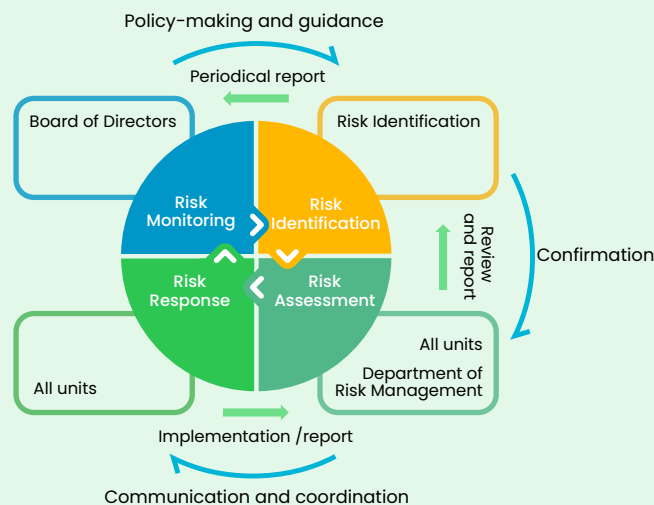 Policy-making and guidance
Periodical report
Board of Directors
Risk Identification
Risk
Monitoring
Risk
Identification
Review
and report
Confirmation
Risk
Response
Risk
Assessment
All units
All units
Department of
Risk Management
Implementation /report
Communication and coordination